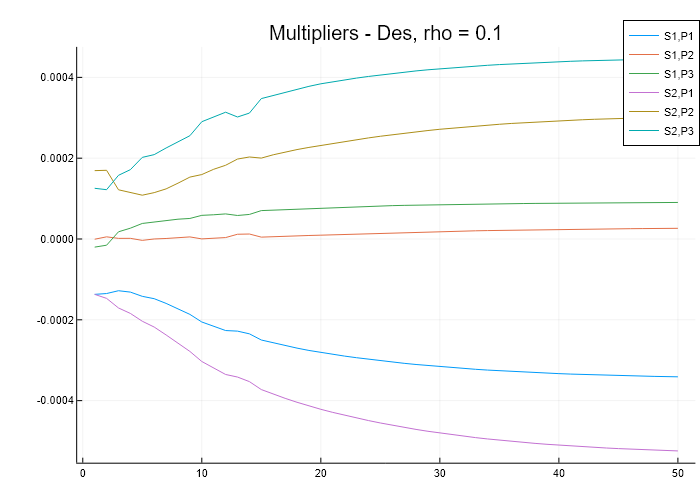 Multipliers - Des, rho = 0.1
S1,P1
S1,P2
S1,P3
S2,P1
S2,P2
S2,P3
0.0004
0.0002
0.0000
-0.0002
-0.0004
0 10 20 30 40 50